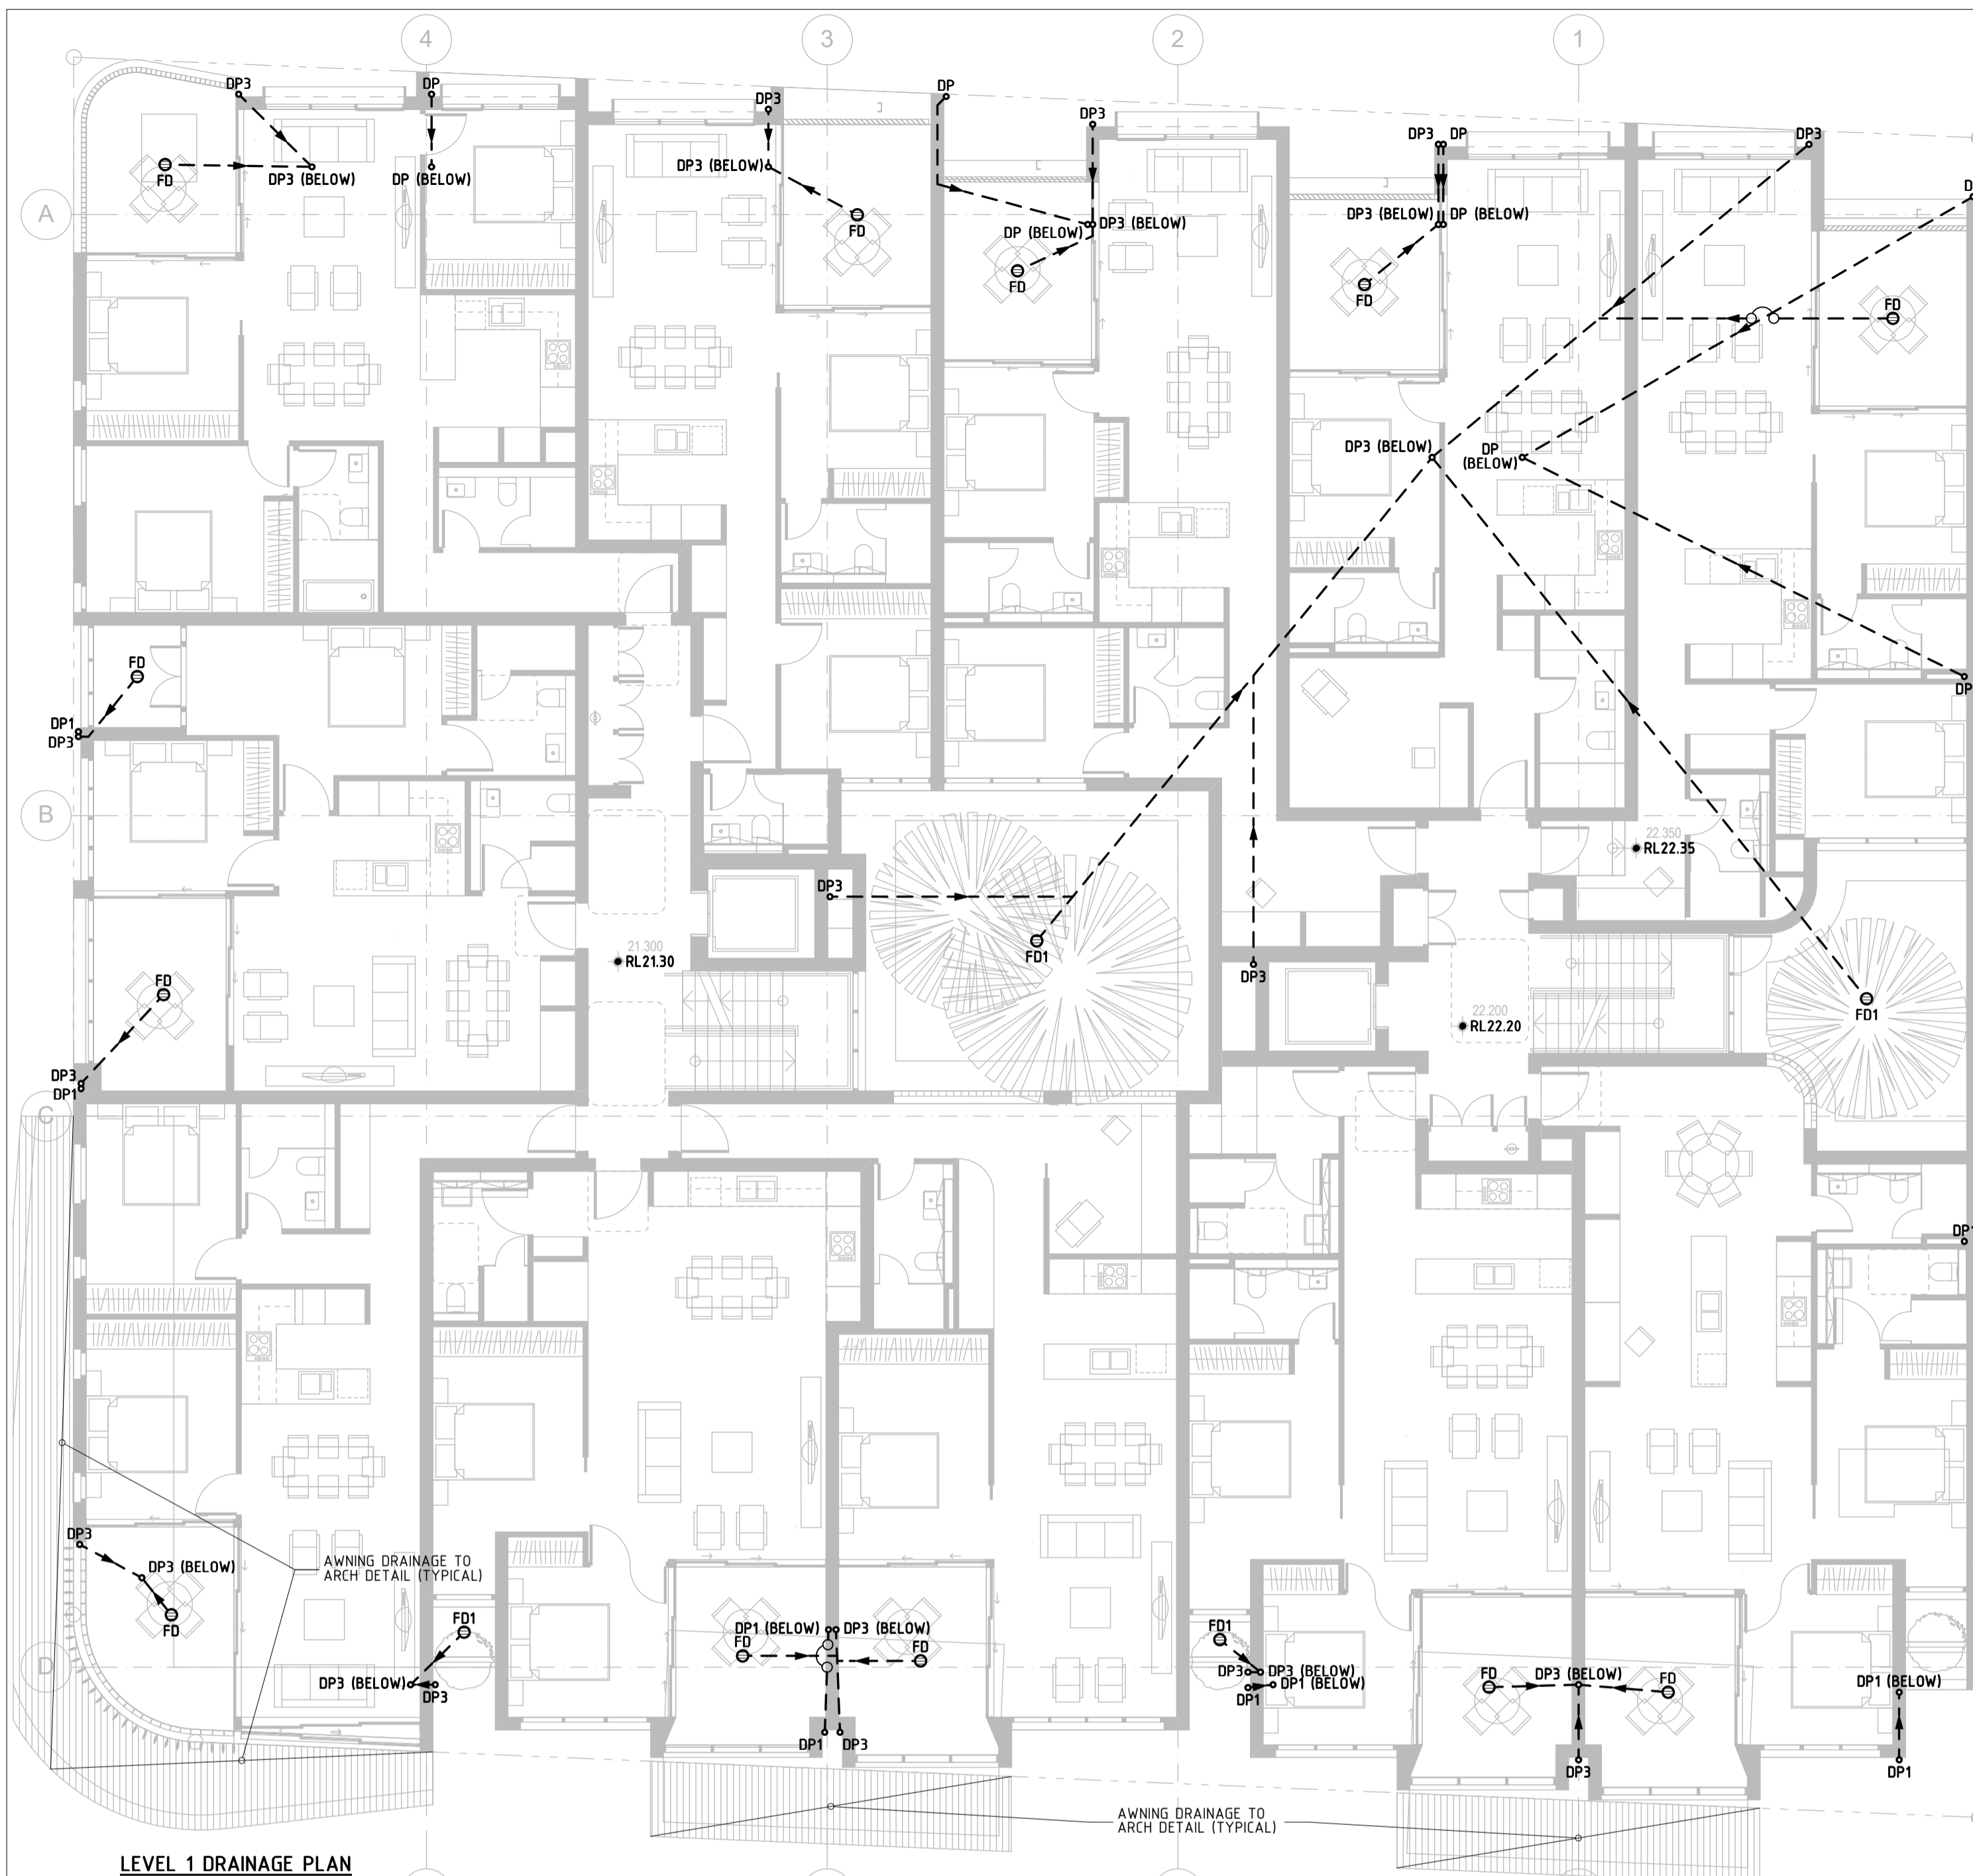 4
3
2
1
DP3
DP
DP3
DP
DP3
DP3 DP
DP3
FD
DP3 (BELOW)
DP (BELOW)
DP3 (BELOW)
A
FD
DP3 (BELOW)
DP (BELOW)
FD
DP3 (BELOW)
DP (BELOW)
FD
FD
DP3 (BELOW)
DP
(BELOW)
FD
DP1
DP3
B
DP3
22.350
RL22.35
21.300
RL21.30
FD1
DP3
FD
22.200
RL22.20
FD1
DP3
DP1
C
DP3
DP3 (BELOW)
FD
AWNING DRAINAGE TO
ARCH DETAIL (TYPICAL)
FD1
DP1 (BELOW)
DP3 (BELOW)
FD
FD
FD1
D
DP3 (BELOW)
DP3
DP3
DP3 (BELOW)
DP1
DP1 (BELOW)
FD
DP3 (BELOW)
FD
DP1 (BELOW)
DP1
DP3
DP3
DP1
AWNING DRAINAGE TO
ARCH DETAIL (TYPICAL)
LEVEL 1 DRAINAGE PLAN